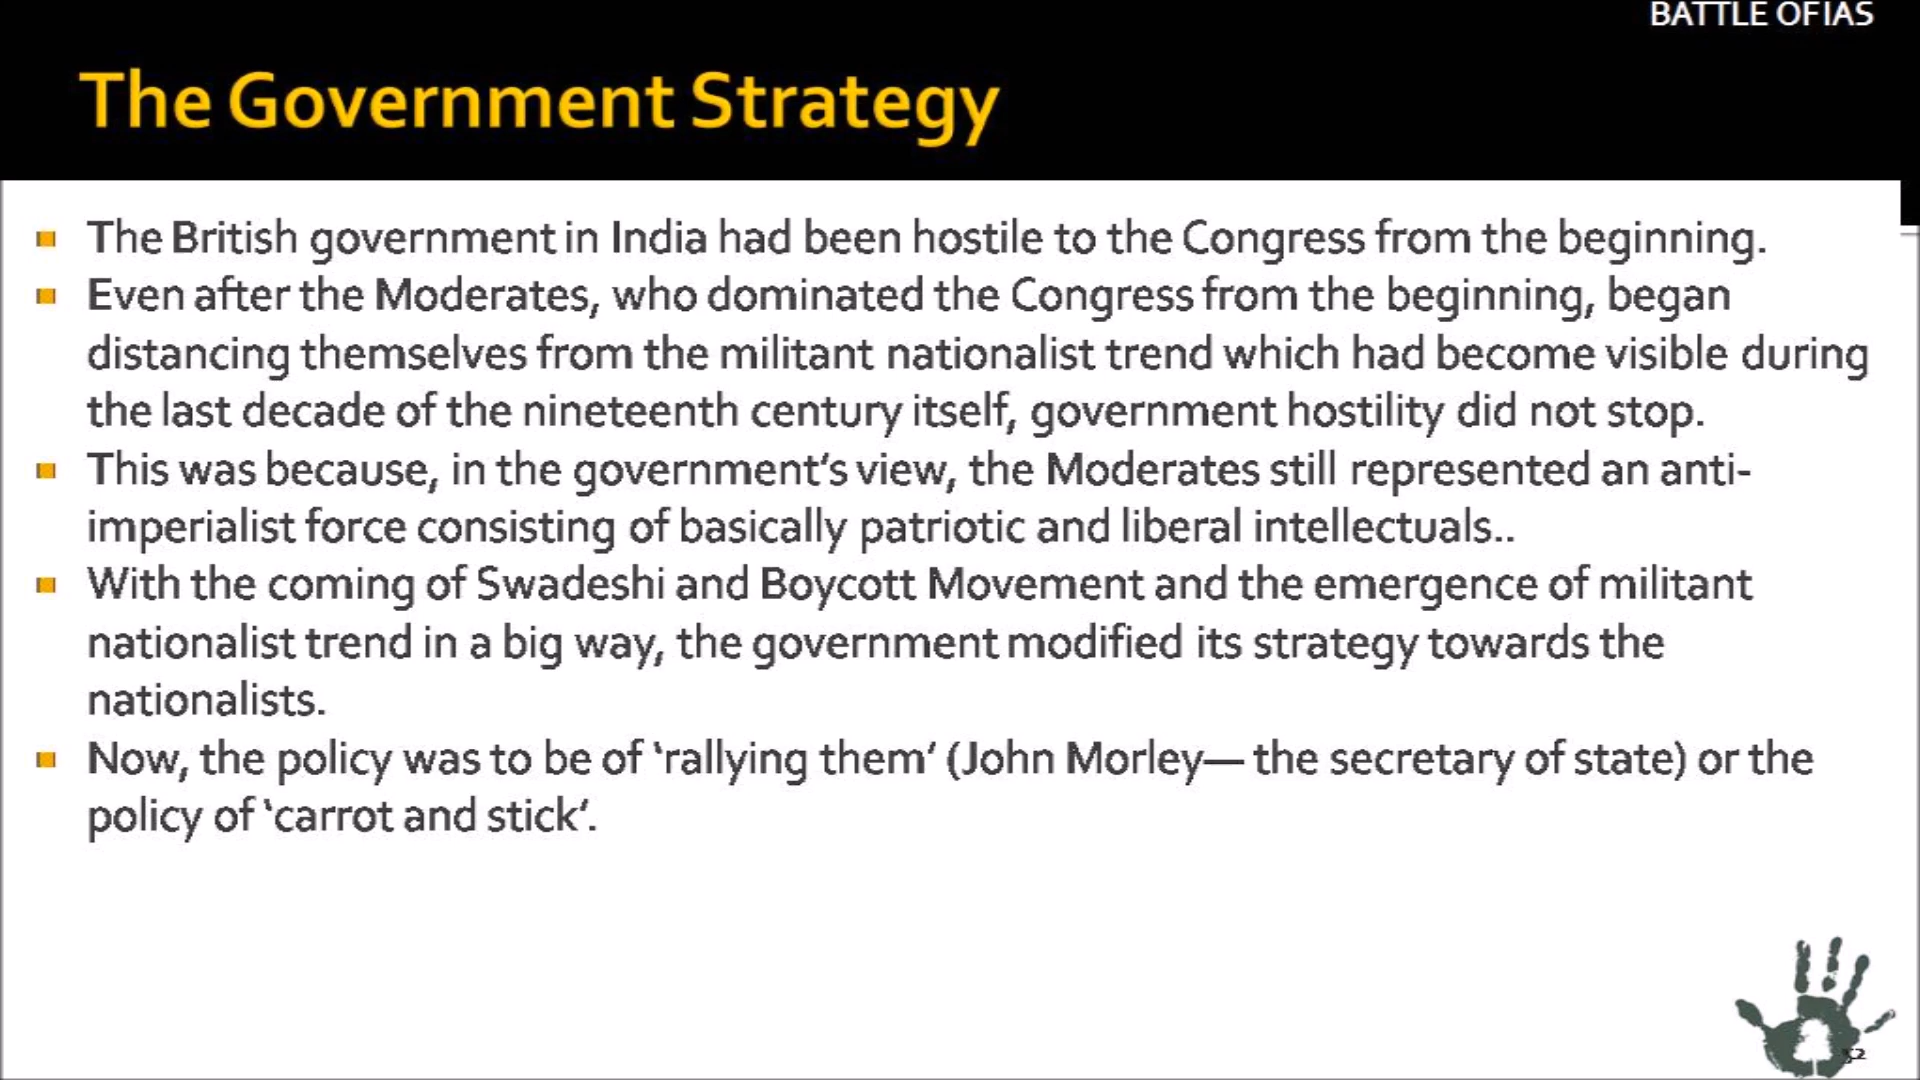 BATTLE OF IAS
The Government Strategy
The British government in India had been hostile to the Congress from the beginning.
Even after the Moderates, who dominated the Congress from the beginning, began
distancing themselves from the militant nationalist trend which had become visible during
the last decade of the nineteenth century itself, government hostility did not stop.
This was because, in the government's view, the Moderates still represented an anti-
imperialist force consisting of basically patriotic and liberal intellectuals..
With the coming of Swadeshi and Boycott Movement and the emergence of militant
nationalist trend in a big way, the government modified its strategy towards the
nationalists.
Now, the policy was to be of ‘rallying them’ (John Morley— the secretary of state) or the
policy of ‘carrot and stick’.